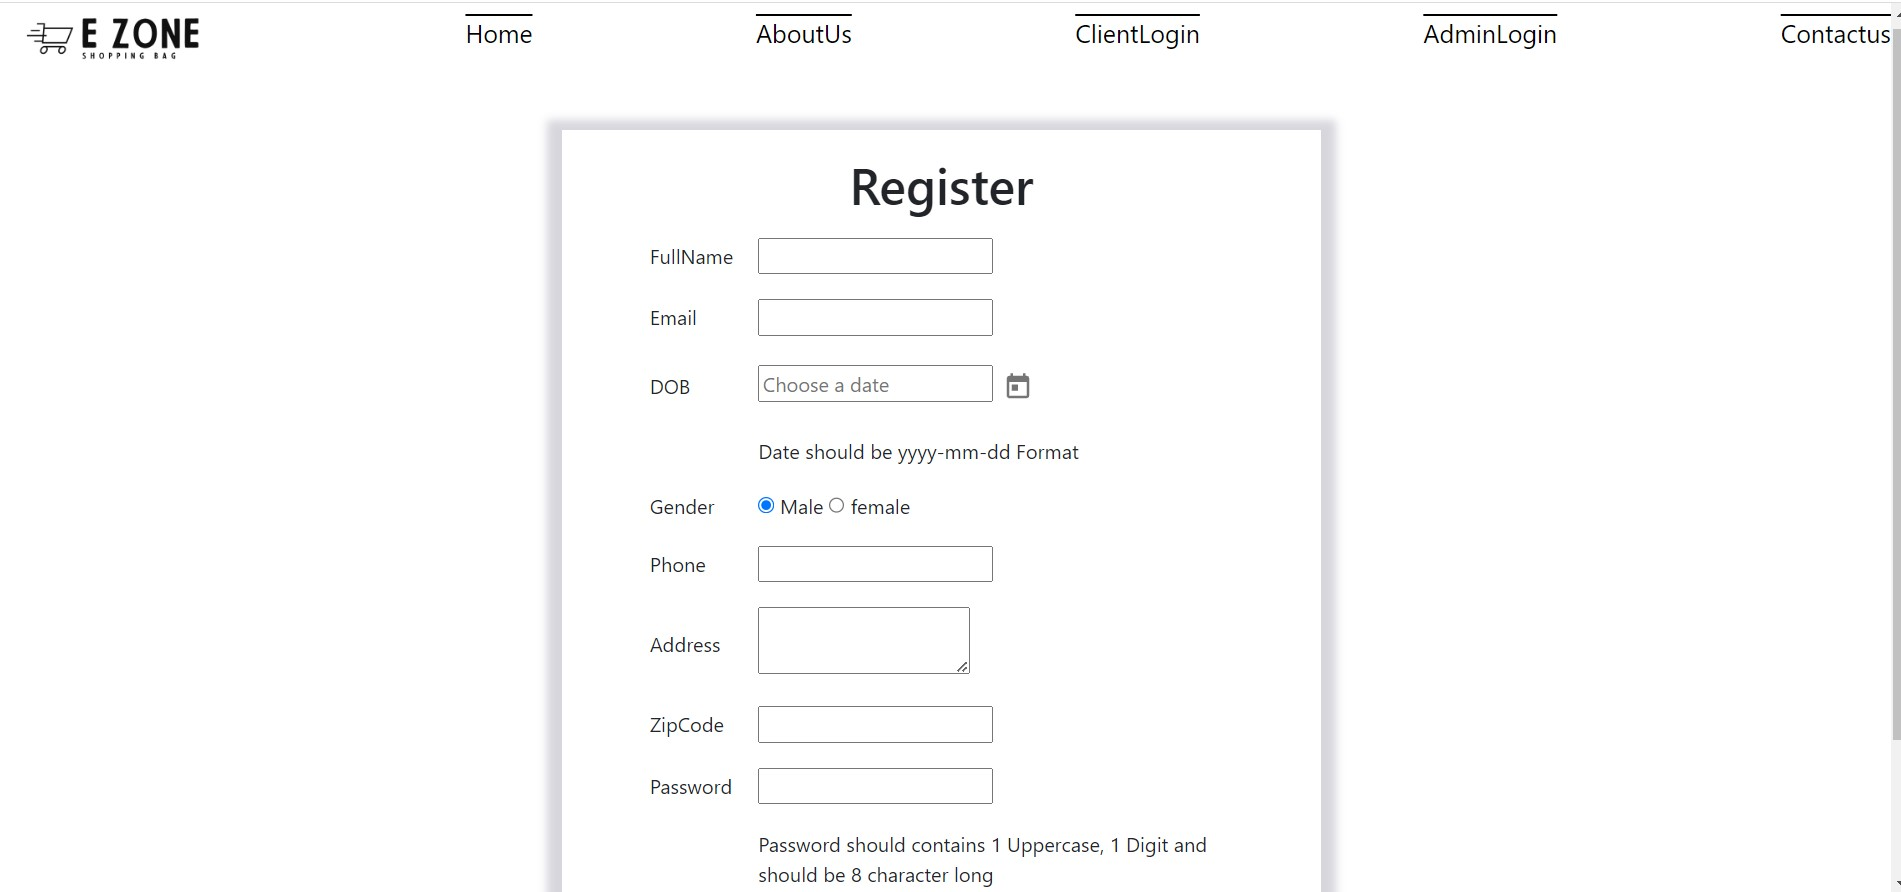 E ZONE
SHOPPING BAG
Home
AboutUs
ClientLogin
AdminLogin
Contactus
Register
FullName
Email
DOB
Choose a date
Date should be yyyy-mm-dd Format
Gender
Male female
Phone
Address
ZipCode
Password
Password should contains 1 Uppercase, 1 Digit and
should be 8 character long